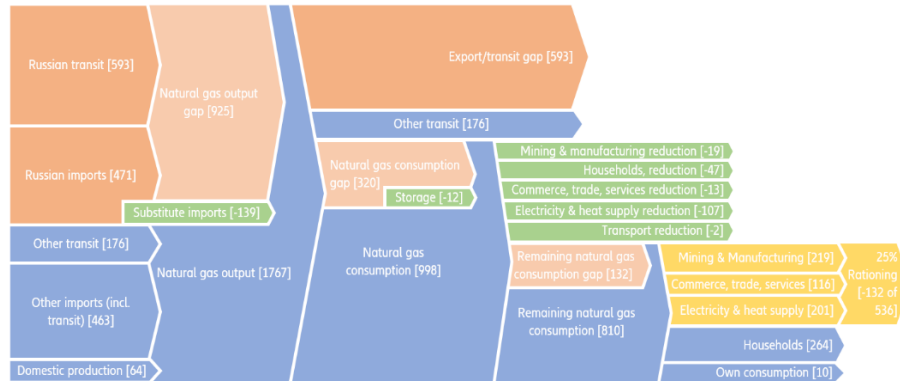 Russian transit [593]
Natural gas output
gap [925]
Russian imports [471]
Substitute imports [-139]
Other transit [176]
Natural gas output [1767]
Other imports (incl.
transit) [463]
Domestic production [64]
Export/transit gap [593]
Other transit [176]
Natural gas consumption
gap [320]
Storage [-12]
Natural gas
consumption [998]
Mining & manufacturing reduction [-19]
Households, reduction [-47]
Commerce, trade, services reduction [-13]
Electricity & heat supply reduction [-107]
Transport reduction [-2]
Remaining natural gas
consumption gap [132]
Remaining natural gas
consumption [810]
Mining & Manufacturing [219]
Commerce, trade, services [116]
Electricity & heat supply [201]
25%
Rationing
[-132 of
536]
Households [264]
Own consumption [10]